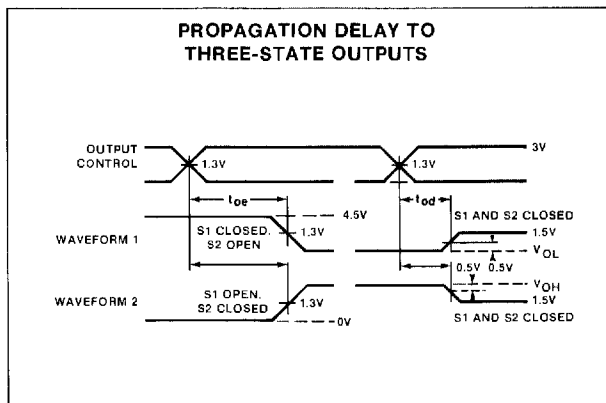 PROPAGATION DELAY TO
THREE-STATE OUTPUTS
OUTPUT
CONTROL
1.3V
1.3V
3V
toe
tod
4.5V
S1 AND S2 CLOSED
WAVEFORM 1
S1 CLOSED.
S2 OPEN
1.3V
1.5V
VOL
0.5V
0.5V
VOH
WAVEFORM 2
S1 OPEN.
S2 CLOSED
1.3V
1.5V
0V
S1 AND S2 CLOSED